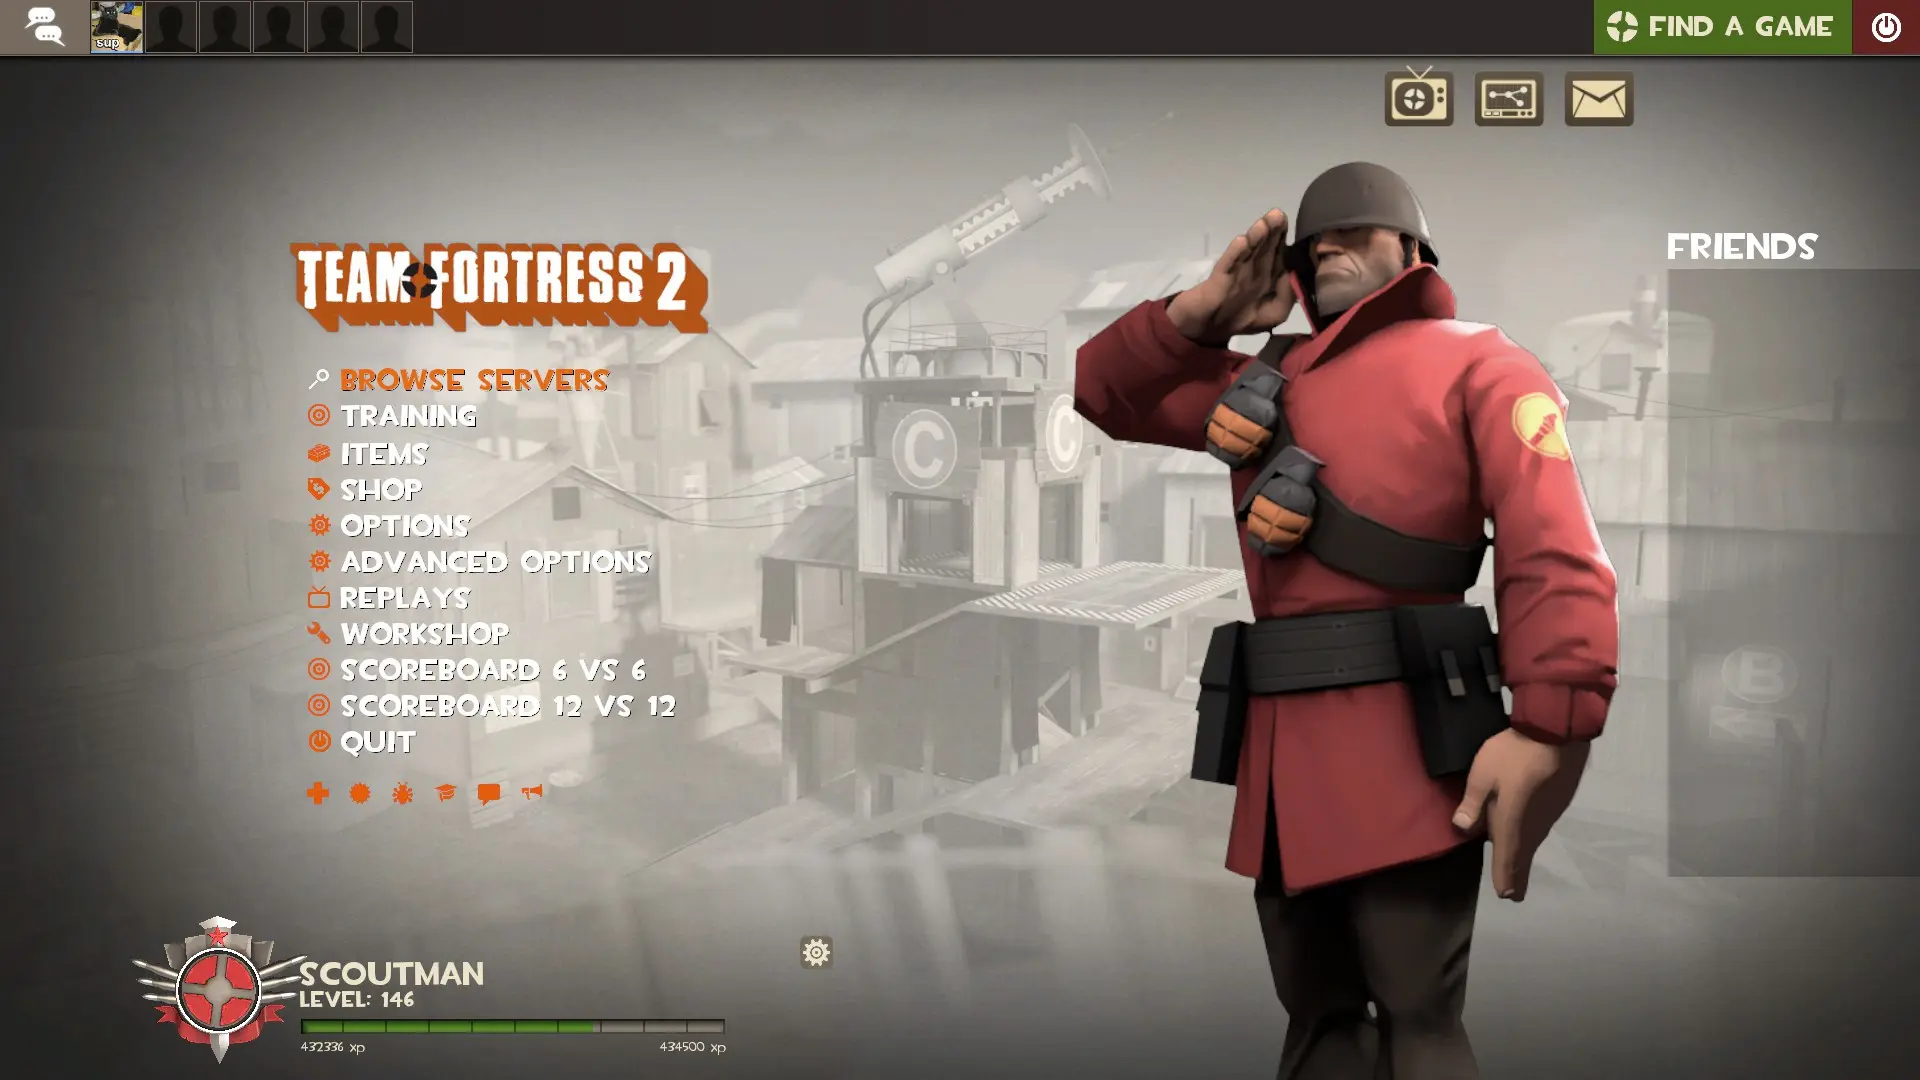 sup
FIND A GAME
TEAM FORTRESS 2
FRIENDS
BROWSE SERVERS
TRAINING
ITEMS
SHOP
OPTIONS
ADVANCED OPTIONS
REPLAYS
WORKSHOP
SCOREBOARD 6 VS 6
SCOREBOARD 12 VS 12
QUIT
C
C
B
SCOUTMAN
LEVEL: 146
432336 xp
434500 xp